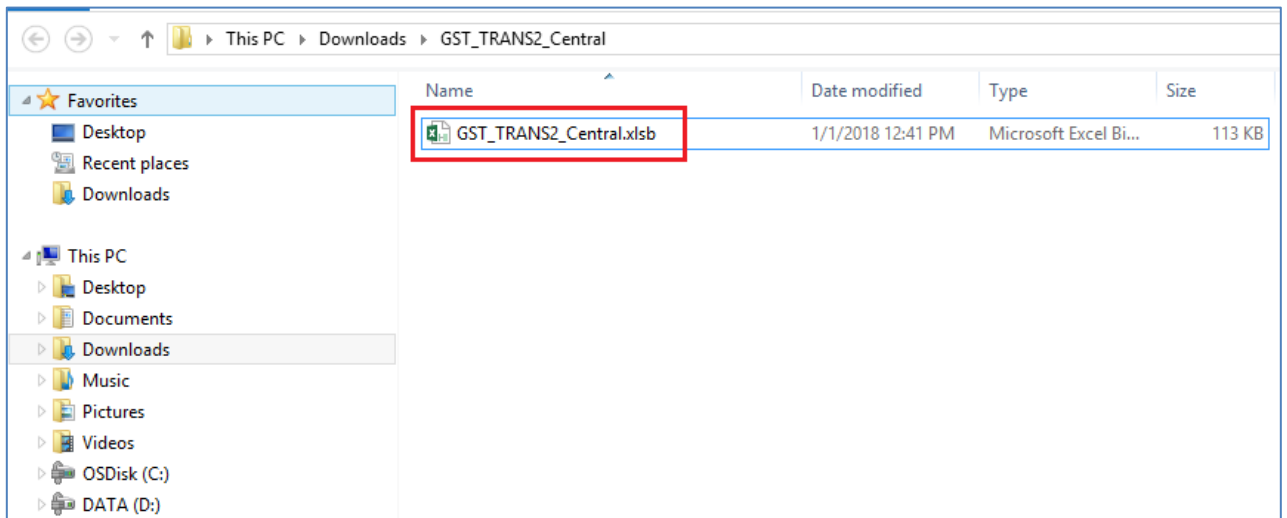 This PC Downloads GST_TRANS2_Central
Favorites
Desktop
Recent places
Downloads
This PC
Desktop
Documents
Downloads
Music
Pictures
Videos
OSDisk (C:)
DATA (D:)
Name Date modified Type Size
GST_TRANS2_Central.xlsb 1/1/2018 12:41 PM Microsoft Excel Bi... 113 KB